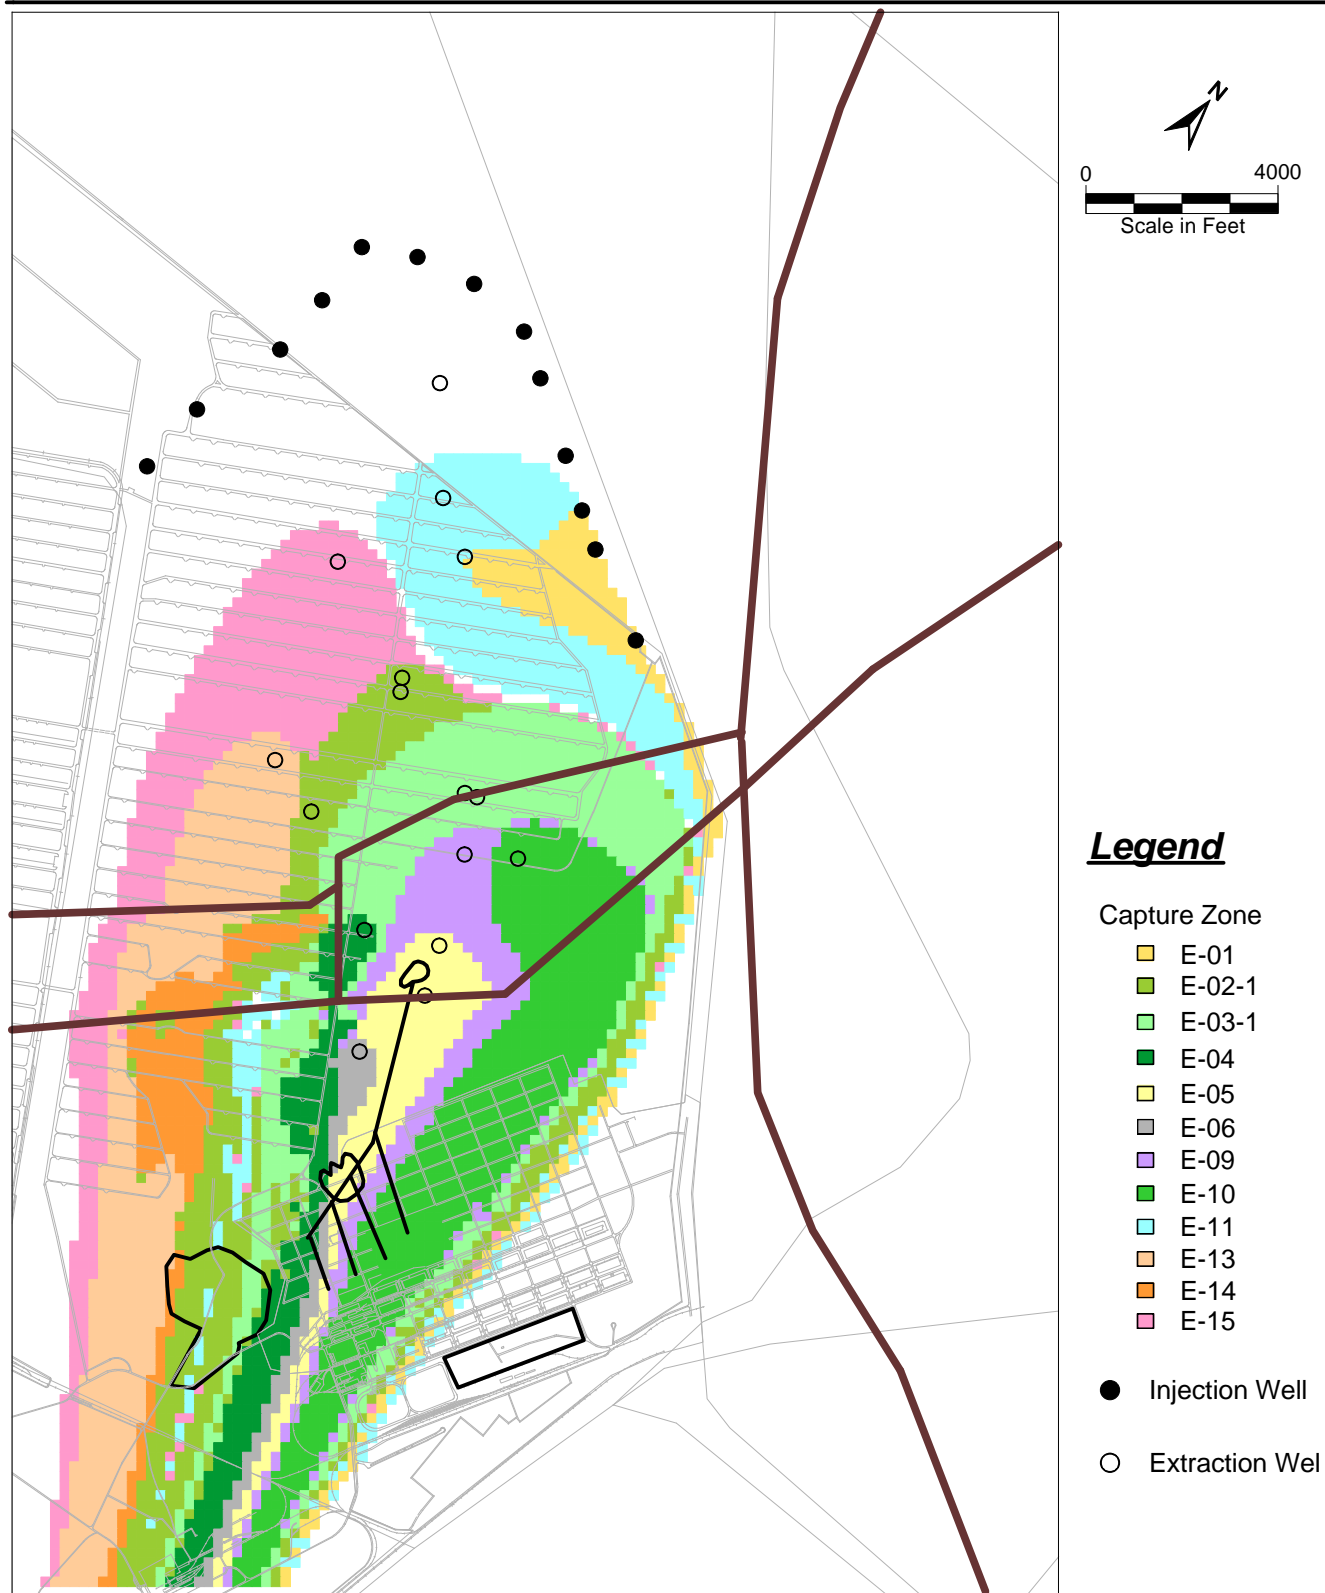 N
0 4000
Scale in Feet
Legend
Capture Zone
E-01
E-02-1
E-03-1
E-04
E-05
E-06
E-09
E-10
E-11
E-13
E-14
E-15
Injection Well
Extraction Wel